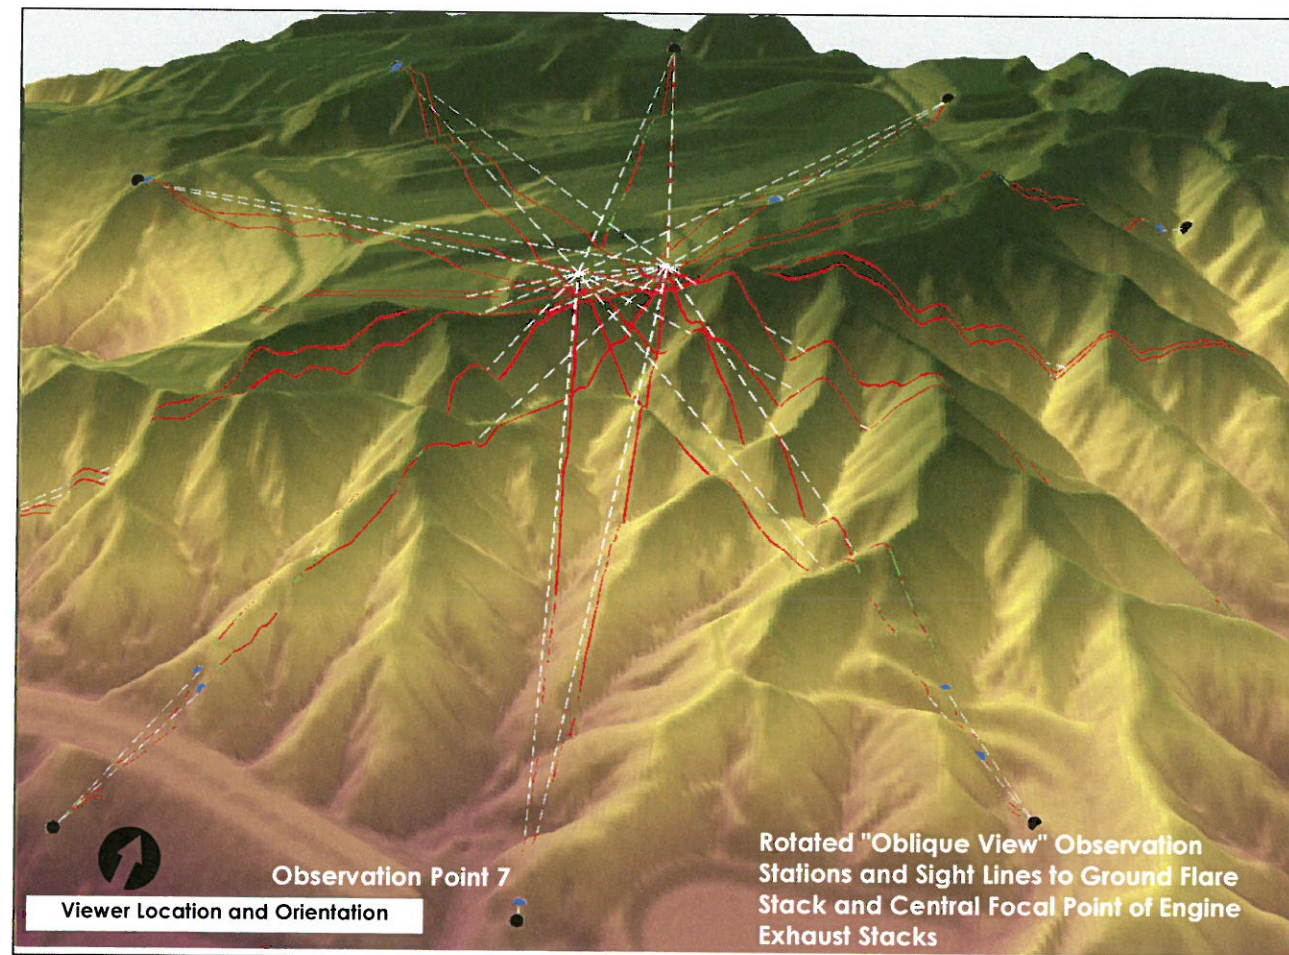 Observation Point 7
Viewer Location and Orientation
Rotated "Oblique View" Observation
Stations and Sight Lines to Ground Flare
Stack and Central Focal Point of Engine
Exhaust Stacks